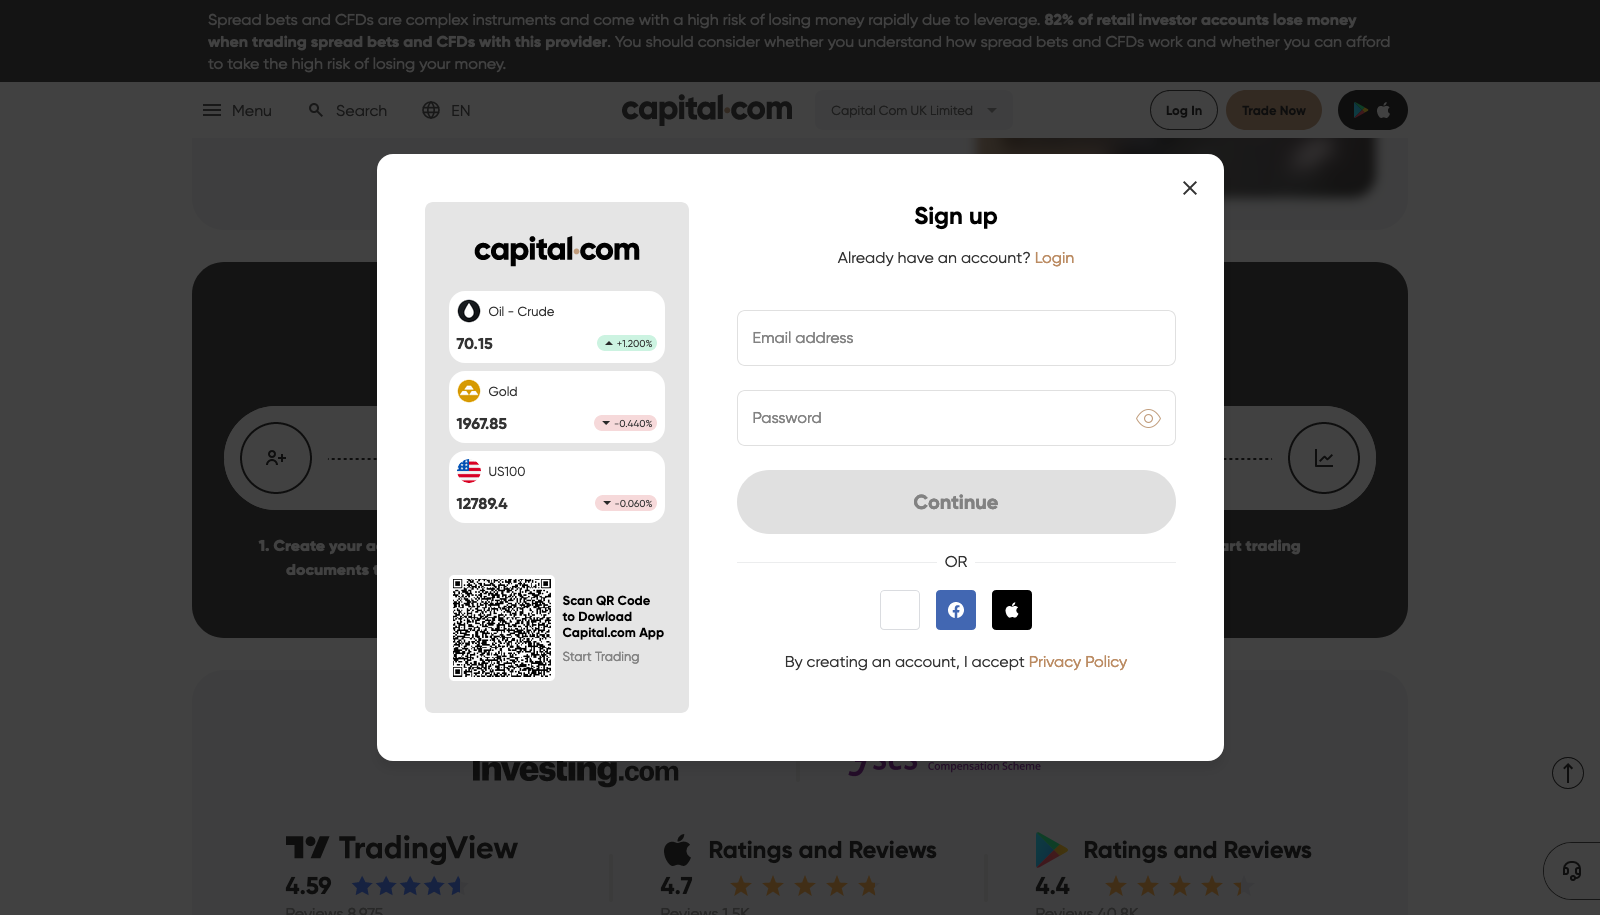 Spread bets and CFDs are complex instruments and come with a high risk of losing money rapidly due to leverage. 82% of retail investor accounts lose money
when trading spread bets and CFDs with this provider. You should consider whether you understand how spread bets and CFDs work and whether you can afford
to take the high risk of losing your money.
Menu
Search
EN
capital.com
Capital Com UK Limited
Log In
Trade Now
capital.com
Oil - Crude
70.15
+1.200%
Gold
1967.85
-0.440%
US100
12789.4
-0.060%
Scan QR Code
to Dowload
Capital.com App
Start Trading
Sign up
Already have an account? Login
Email address
Password
Continue
OR
By creating an account, I accept Privacy Policy
1. Create your a
documents t
art trading
Investing.com
Compensation Scheme
TradingView
4.59
Reviews 8,975
Ratings and Reviews
4.7
Reviews 1.5K
Ratings and Reviews
4.4
Reviews 40.8K